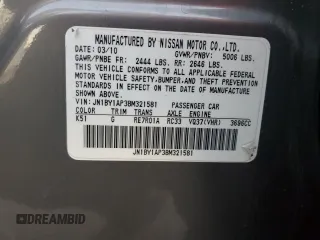 MANUFACTURED BY NISSAN MOTOR CO.,LTD.
DATE: 03/10 GVWR/PNBV: 5006 LBS.
GAWR/PNBE FR: 2444 LBS. RR: 2646 LBS.
THIS VEHICLE CONFORMS TO ALL APPLICABLE FEDERAL
MOTOR VEHICLE SAFETY,BUMPER,AND THEFT PREVENTION
STANDARDS IN EFFECT ON THE DATE OF MANUFACTURE
SHOWN ABOVE.
VIN:JN1BY1AP3BM321581 PASSENGER CAR
COLOR TRIM TRANS AXLE ENGINE
K51 G RE7R01A RC33 VQ37(VHR) 3696CC
JN1BY1AP3BM321581
REDEMBID